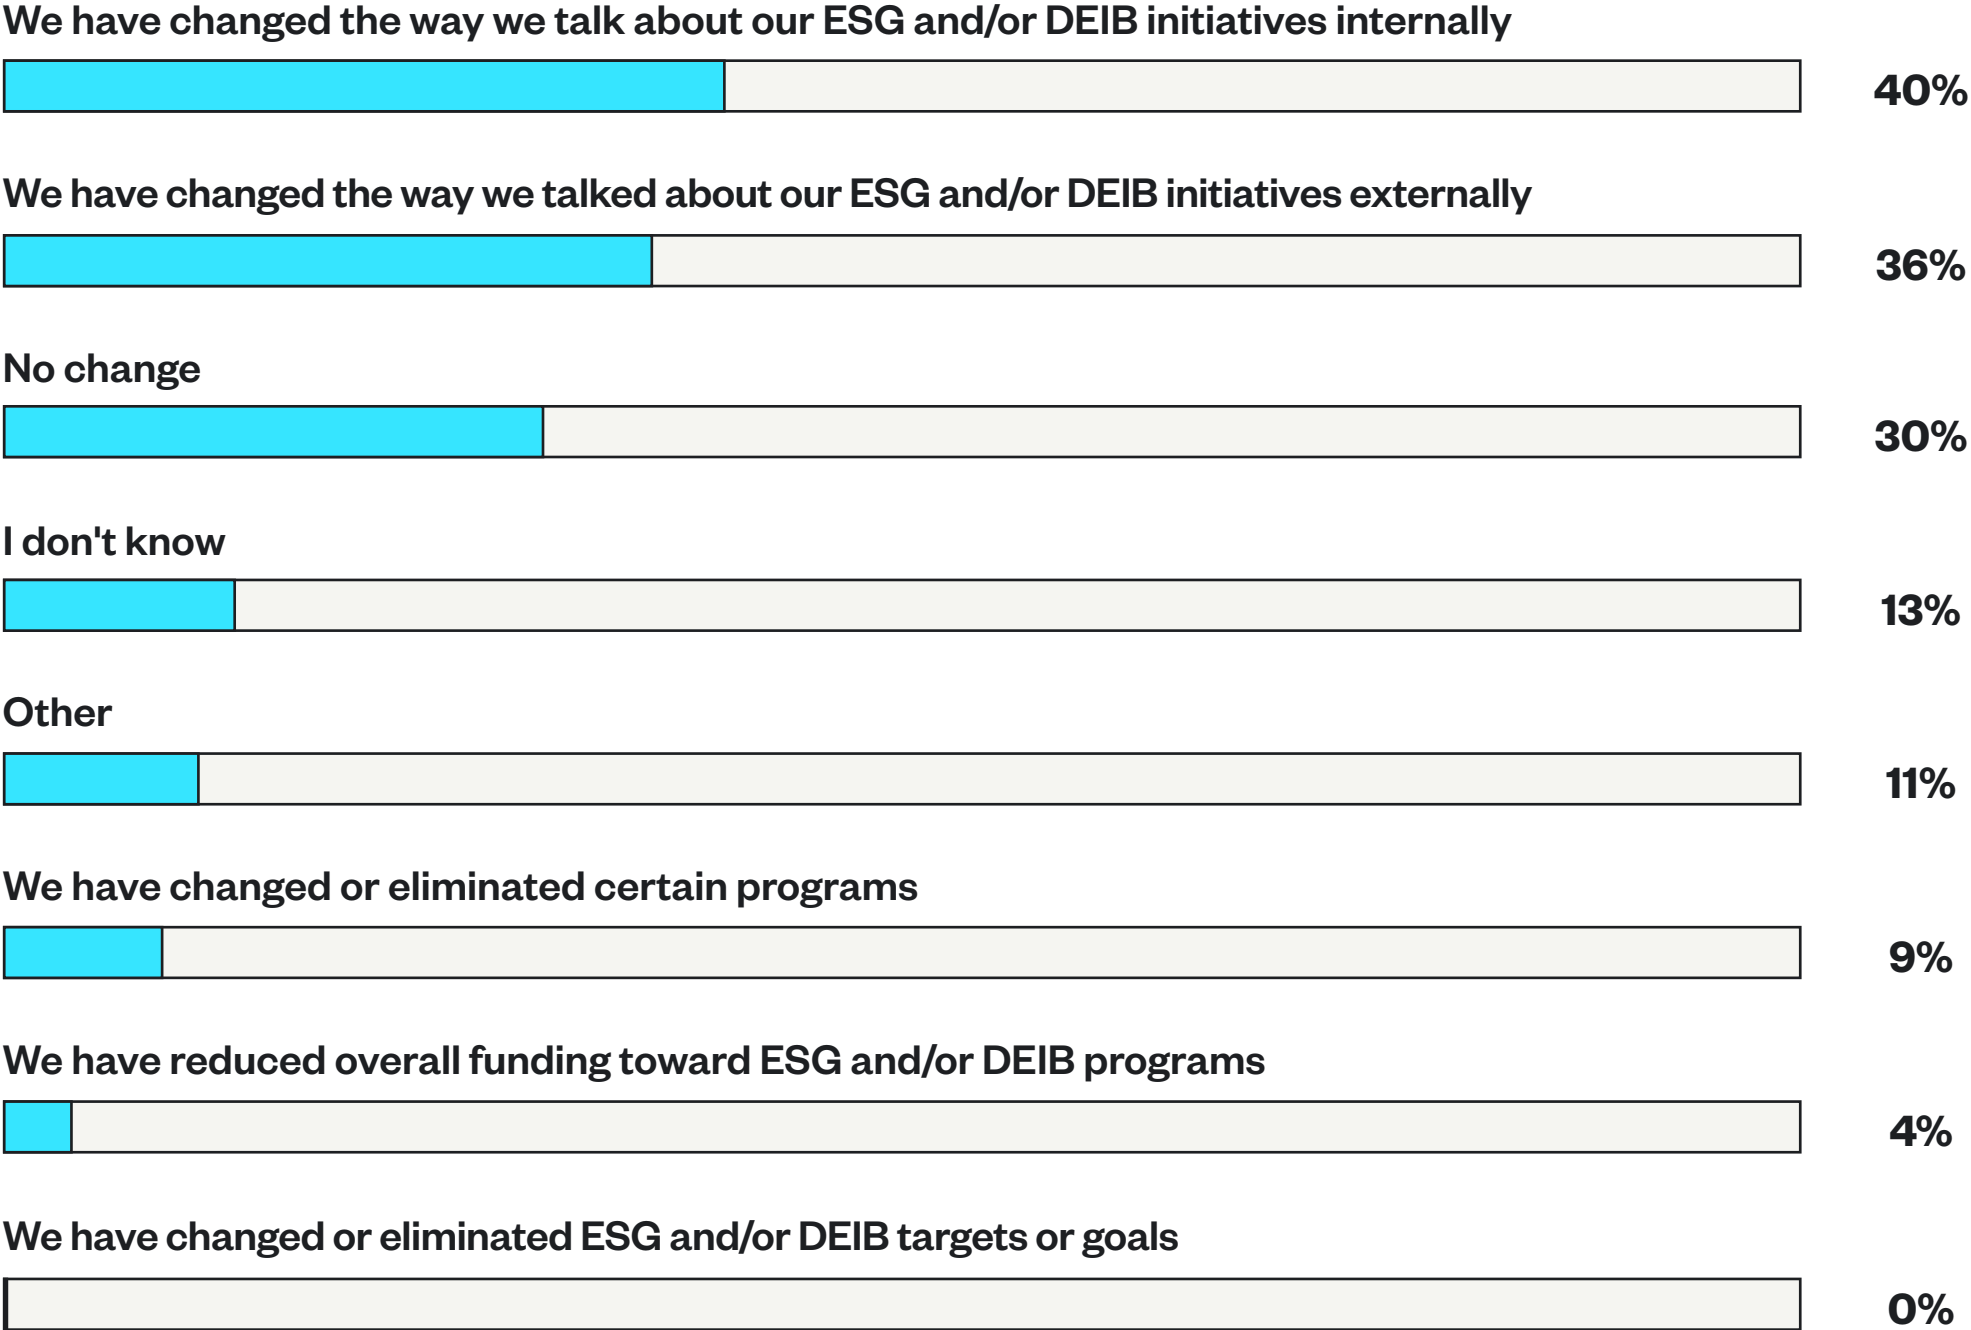 We have changed the way we talk about our ESG and/or DEIB initiatives internally
40%
We have changed the way we talked about our ESG and/or DEIB initiatives externally
36%
No change
30%
I don't know
13%
Other
11%
We have changed or eliminated certain programs
9%
We have reduced overall funding toward ESG and/or DEIB programs
4%
We have changed or eliminated ESG and/or DEIB targets or goals
0%